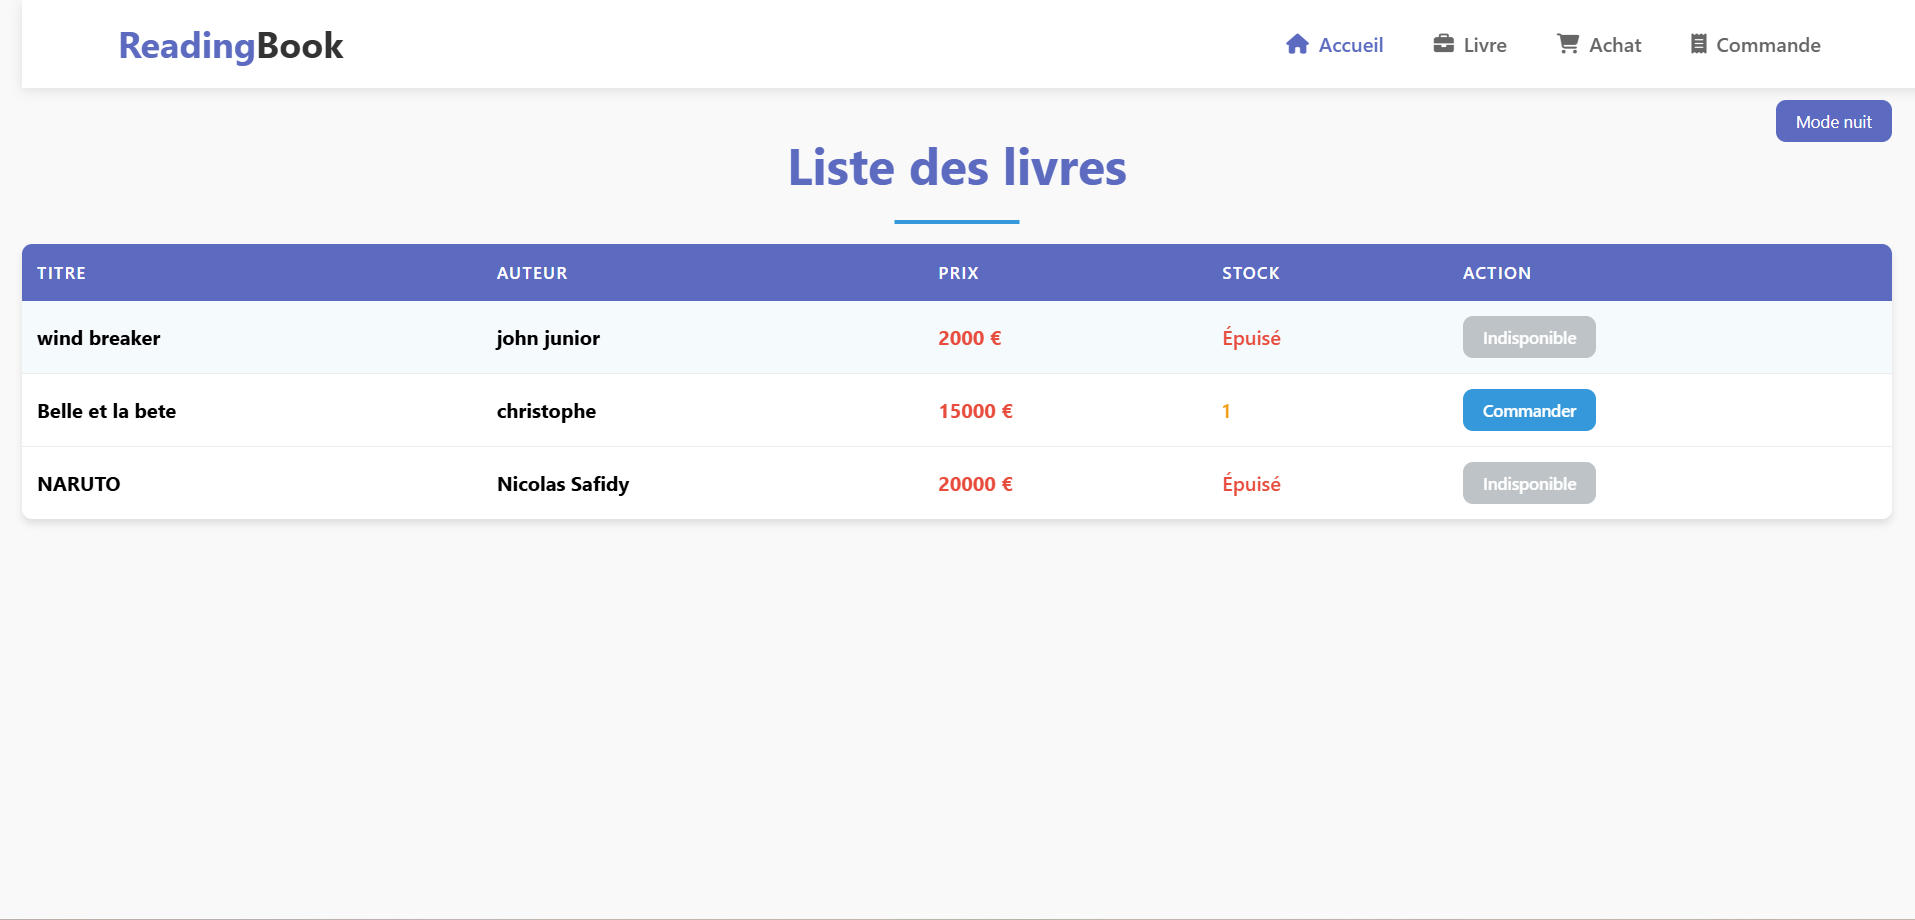 ReadingBook
Accueil Livre Achat Commande
Mode nuit
Liste des livres
TITRE AUTEUR PRIX STOCK ACTION
wind breaker john junior 2000 € Épuisé Indisponible
Belle et la bete christophe 15000 € 1 Commander
NARUTO Nicolas Safidy 20000 € Épuisé Indisponible